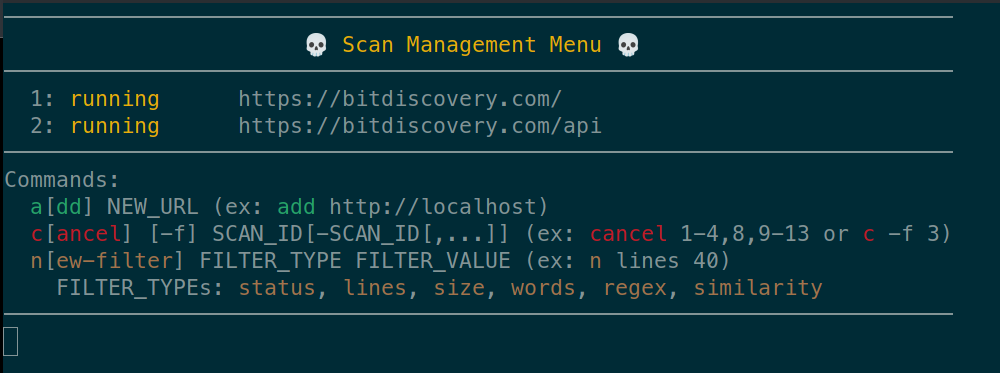 💀 Scan Management Menu 💀
1: running https://bitdiscovery.com/
2: running https://bitdiscovery.com/api
Commands:
a[dd] NEW_URL (ex: add http://localhost)
c[ancel] [-f] SCAN_ID[-SCAN_ID[,...]] (ex: cancel 1-4,8,9-13 or c -f 3)
n[ew-filter] FILTER_TYPE FILTER_VALUE (ex: n lines 40)
FILTER_TYPEs: status, lines, size, words, regex, similarity